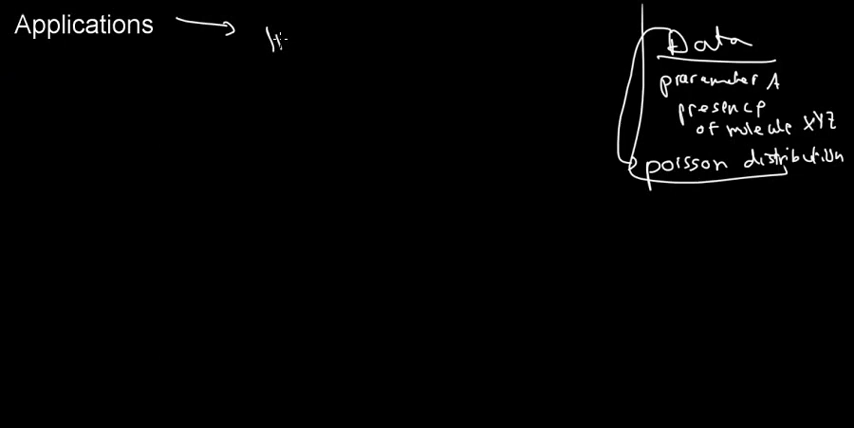 Applications
Data
parameter A
presence
of molecule XYZ
poisson distribution